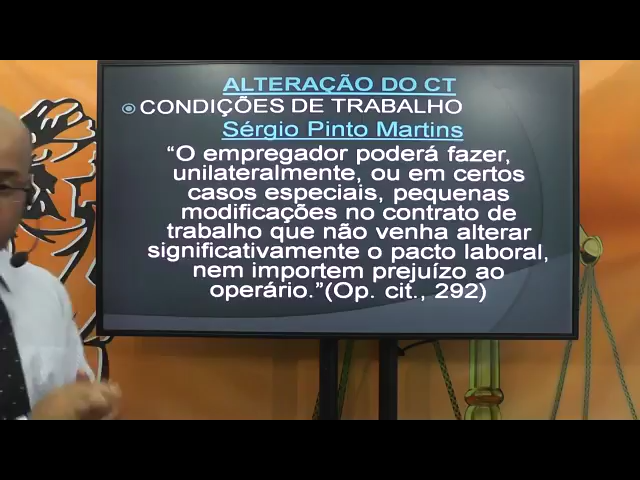 ALTERAÇÃO DO CT
CONDIÇÕES DE TRABALHO
Sérgio Pinto Martins
“O empregador poderá fazer,
unilateralmente, ou em certos
casos especiais, pequenas
modificações no contrato de
trabalho que não venha alterar
significativamente o pacto laboral,
nem importem prejuízo ao
operário.”(Op. cit., 292)